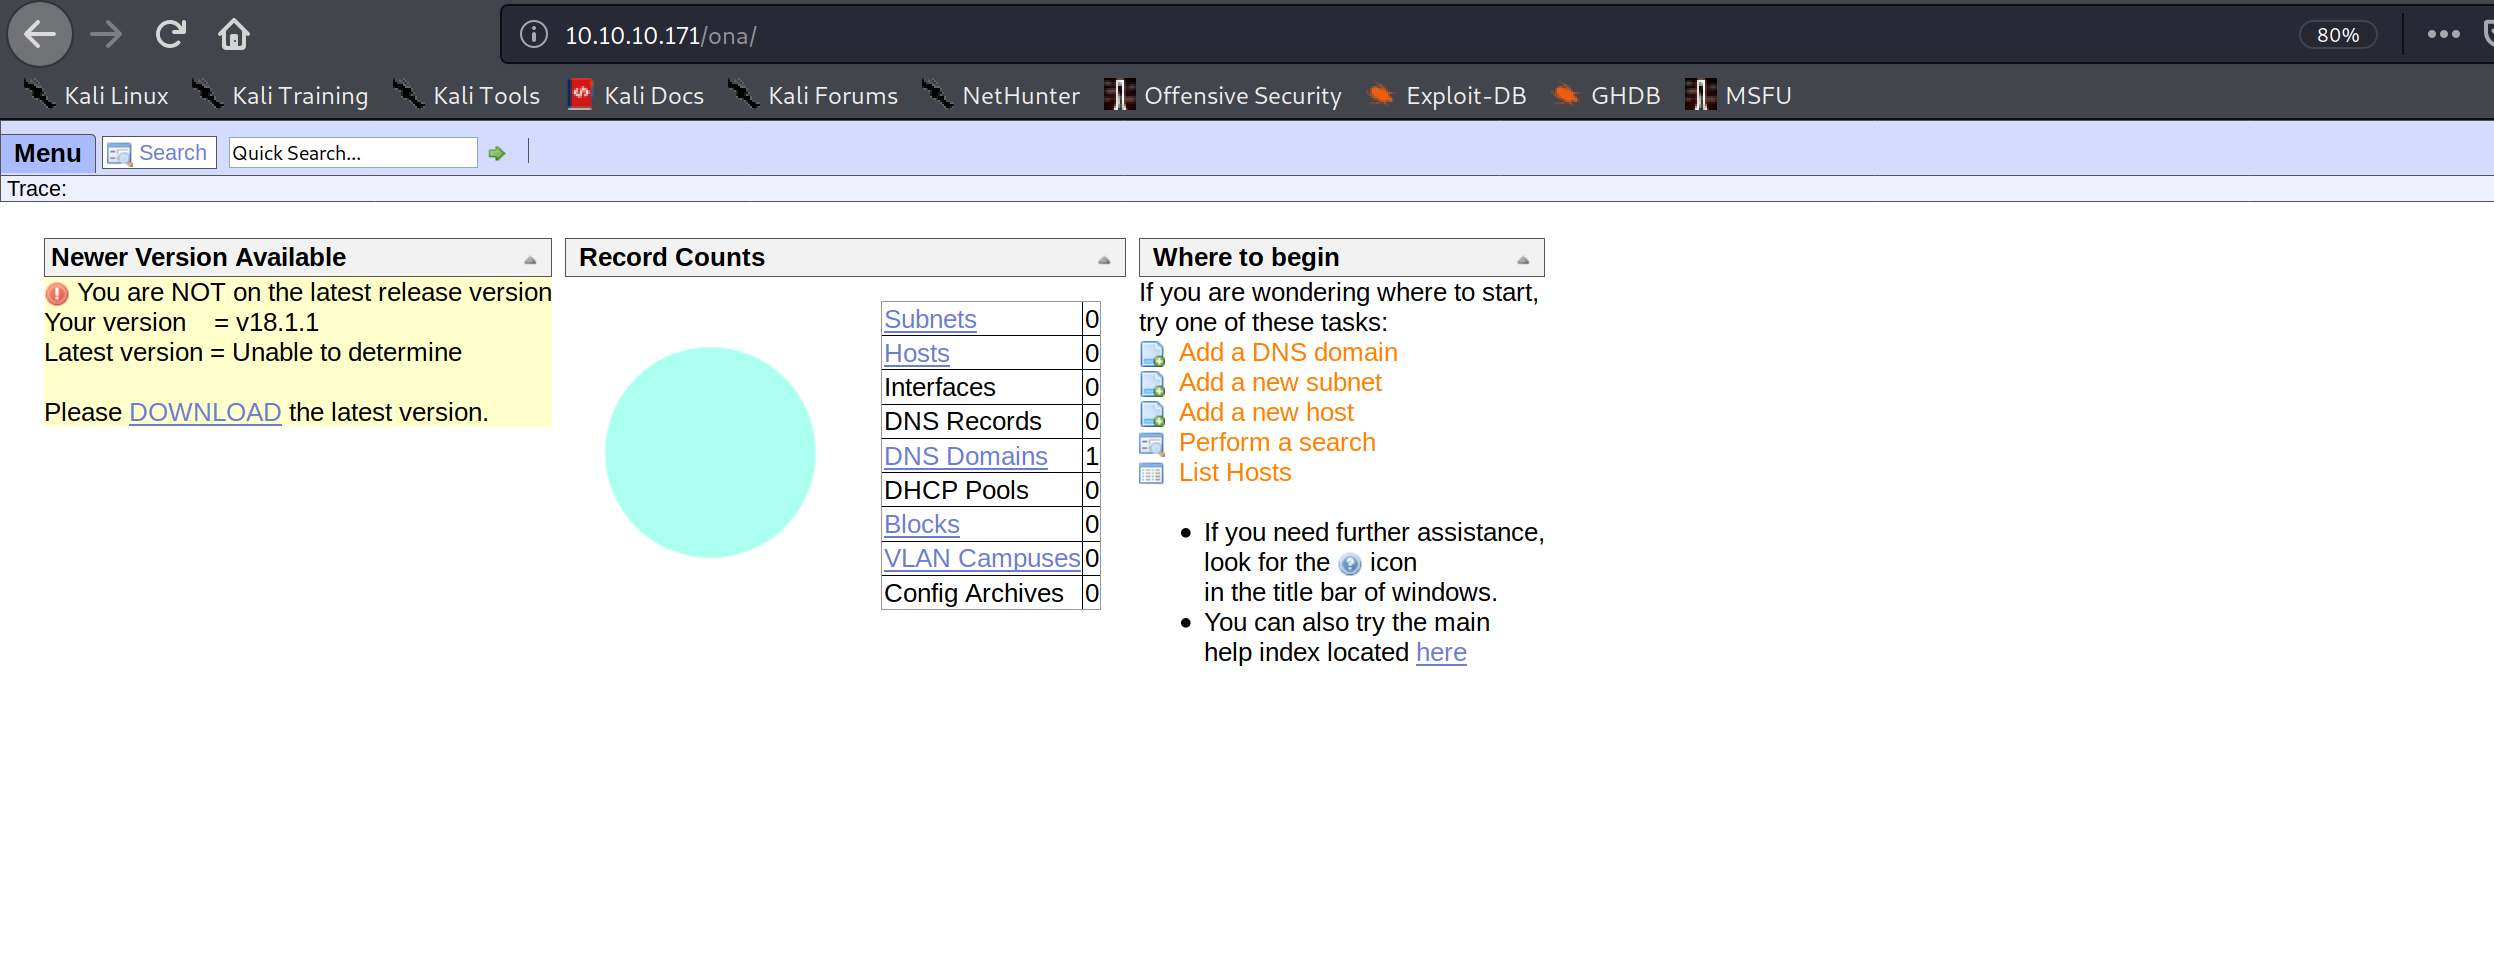 10.10.10.171/ona/
80%
Kali Linux Kali Training Kali Tools Kali Docs Kali Forums NetHunter Offensive Security Exploit-DB GHDB MSFU
Menu Search Quick Search...
Trace:
Newer Version Available
You are NOT on the latest release version
Your version = v18.1.1
Latest version = Unable to determine
Please DOWNLOAD the latest version.
Record Counts
Subnets 0
Hosts 0
Interfaces 0
DNS Records 0
DNS Domains 1
DHCP Pools 0
Blocks 0
VLAN Campuses 0
Config Archives 0
Where to begin
If you are wondering where to start,
try one of these tasks:
Add a DNS domain
Add a new subnet
Add a new host
Perform a search
List Hosts
If you need further assistance,
look for the ? icon
in the title bar of windows.
You can also try the main
help index located here